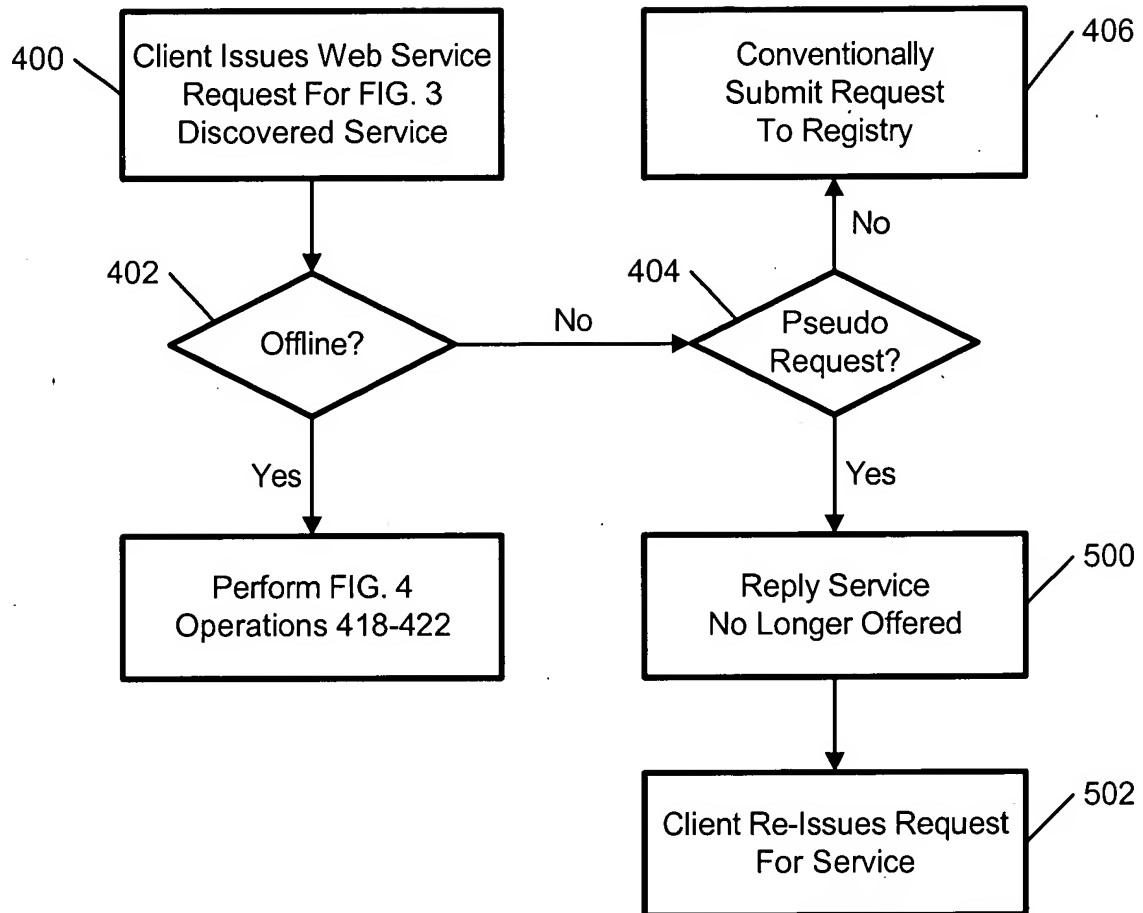 400
Client Issues Web Service
Request For FIG. 3
Discovered Service
Conventionally
Submit Request
To Registry
406
No
402
Offline?
No
404
Pseudo
Request?
Yes
Yes
Perform FIG. 4
Operations 418-422
Reply Service
No Longer Offered
500
Client Re-Issues Request
For Service
502